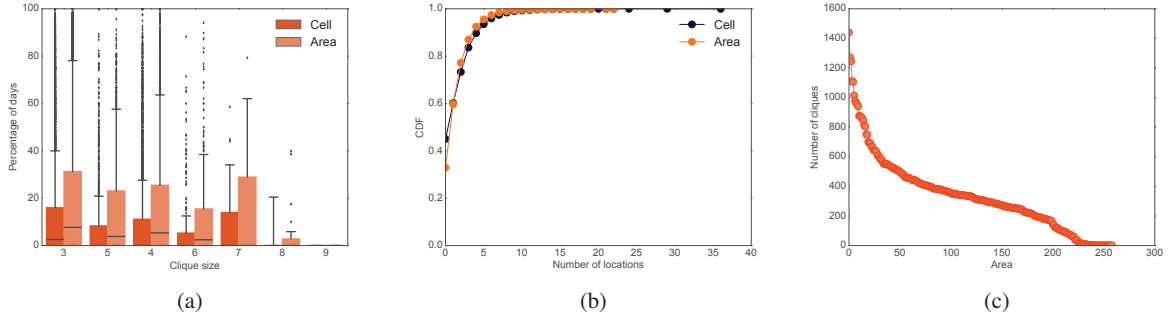 100
80
60
40
20
0
Percentage of days
3 5 4 6 7 8 9
Clique size
Cell
Area
(a)
1.0
0.8
0.6
0.4
0.2
0.0
CDF
0 5 10 15 20 25 30 35 40
Number of locations
Cell
Area
(b)
1600
1400
1200
1000
800
600
400
200
0
Number of cliques
0 50 100 150 200 250 300
Area
(c)